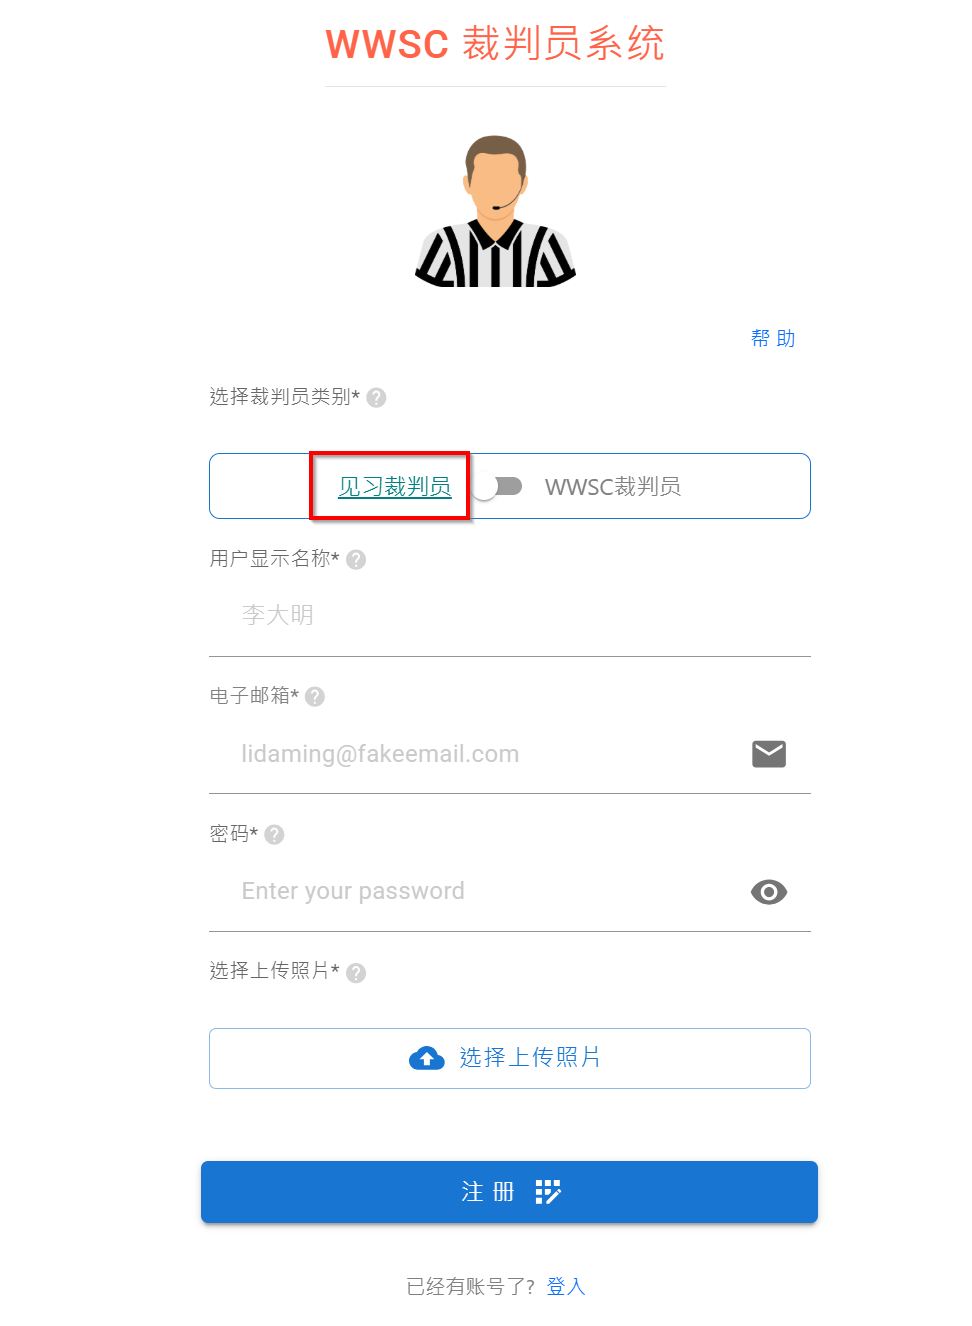 WWSC 裁判员系统
帮 助
选择裁判员类别*
见习裁判员 WWSC裁判员
用户显示名称*
李大明
电子邮箱*
lidaming@fakeemail.com
密码*
Enter your password
选择上传照片*
选择上传照片
注 册
已经有账号了? 登入